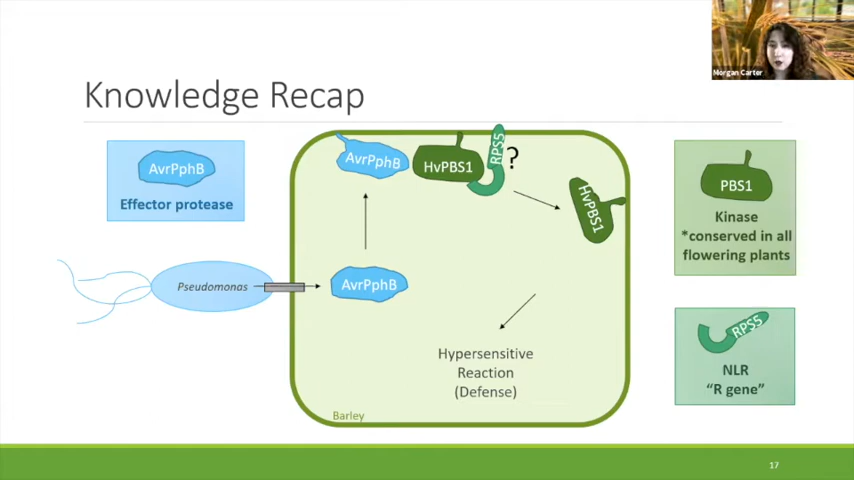 Morgan Carter
Knowledge Recap
AvrPphB
Effector protease
AvrPphB
HvPBS1
RPS5
?
HvPBS1
PBS1
Kinase
*conserved in all
flowering plants
Pseudomonas
AvrPphB
Hypersensitive
Reaction
(Defense)
Barley
RPS5
NLR
“R gene”
17